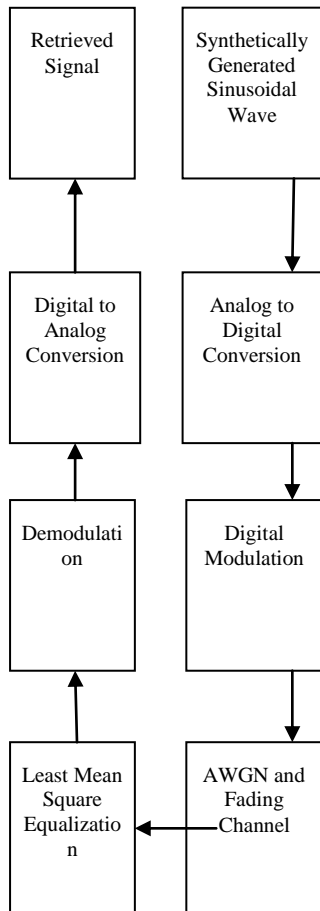 Retrieved
Signal
Synthetically
Generated
Sinusoidal
Wave
Digital to
Analog
Conversion
Analog to
Digital
Conversion
Demodulati
on
Digital
Modulation
Least Mean
Square
Equalizatio
n
AWGN and
Fading
Channel